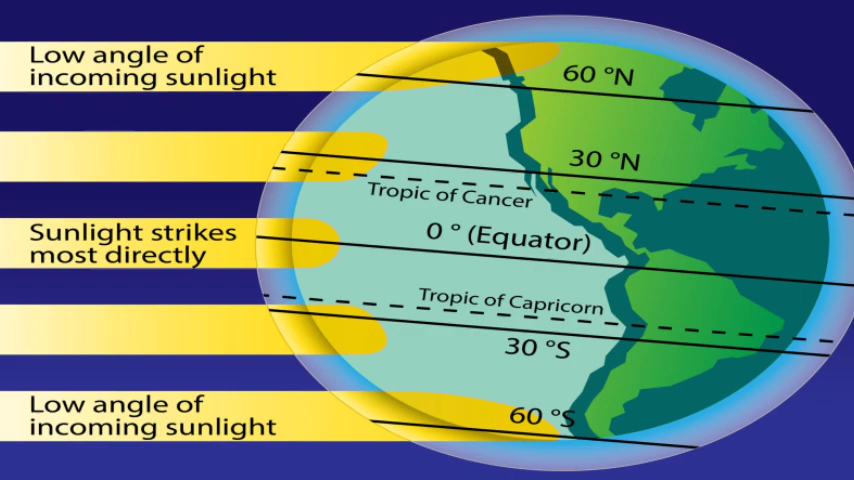 Low angle of
incoming sunlight
60 °N
30 °N
Tropic of Cancer
Sunlight strikes
most directly
0 ° (Equator)
Tropic of Capricorn
30 °S
Low angle of
incoming sunlight
60 °S